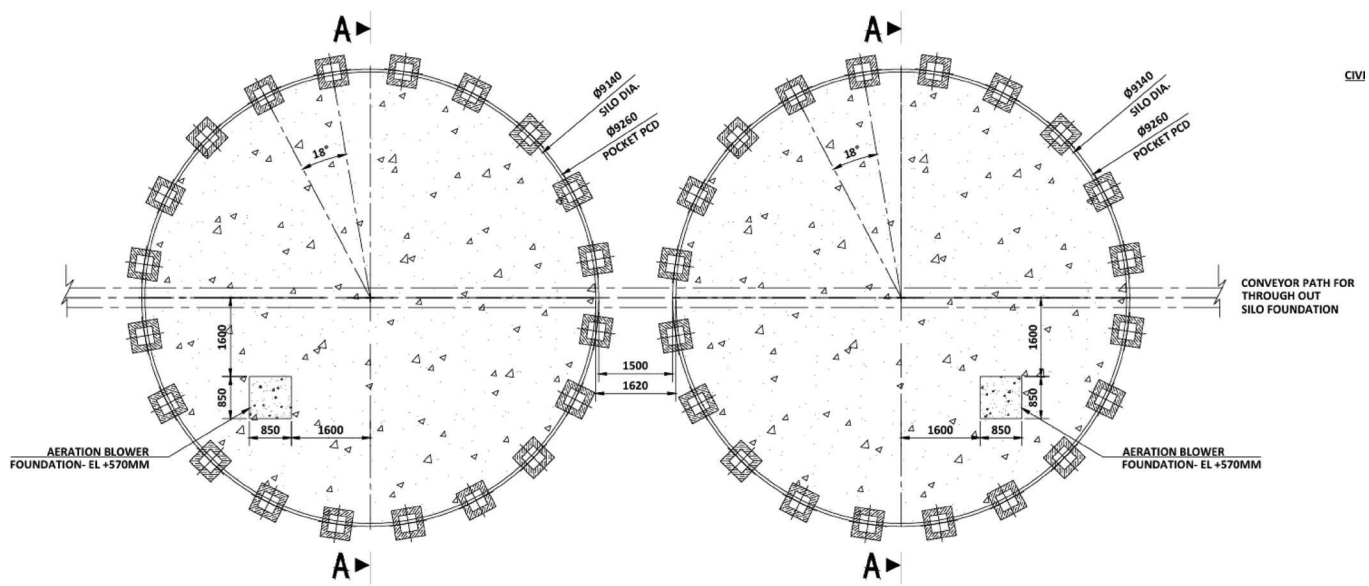 A
A
CIVI
Ø9140
SILO DIA.
Ø9260
POCKET PCD
Ø9140
SILO DIA.
Ø9260
POCKET PCD
18°
18°
CONVEYOR PATH FOR
THROUGH OUT
SILO FOUNDATION
1600
1600
1500
1620
850
850
850
1600
1600
850
AERATION BLOWER
FOUNDATION- EL +570MM
AERATION BLOWER
FOUNDATION- EL +570MM
A
A